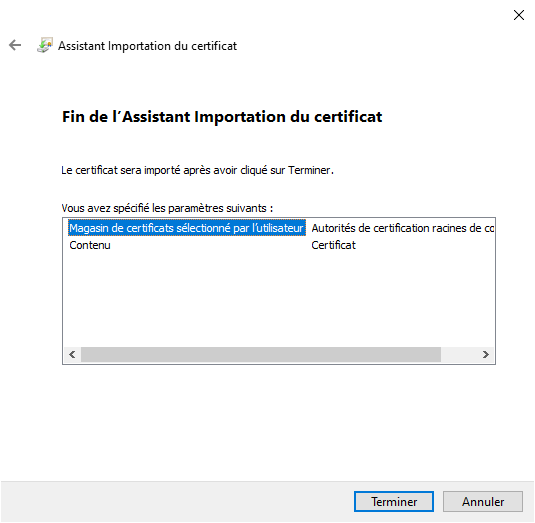 Assistant Importation du certificat
Fin de l’Assistant Importation du certificat
Le certificat sera importé après avoir cliqué sur Terminer.
Vous avez spécifié les paramètres suivants :
Magasin de certificats sélectionné par l’utilisateur Autorités de certification racines de co
Contenu Certificat
Terminer Annuler